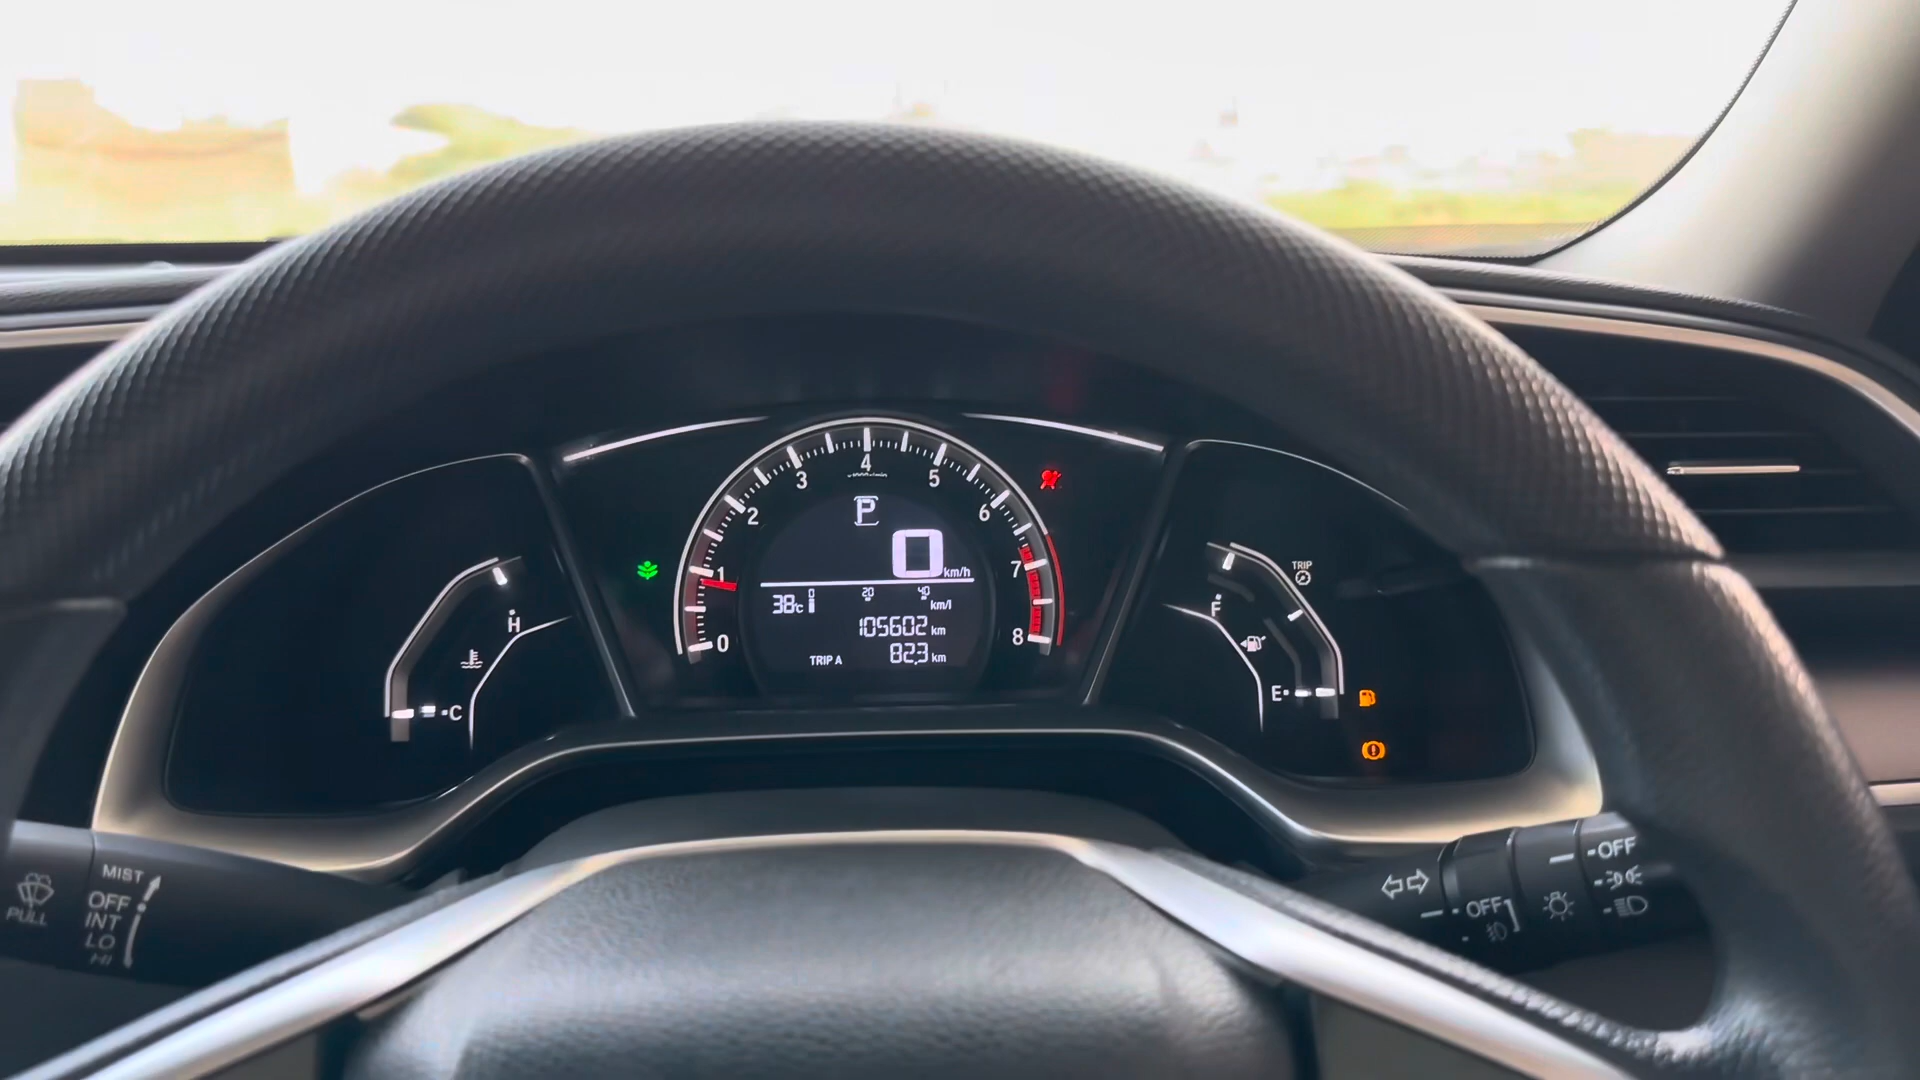 4
3 5
2 6
1 7
0 8
P
0 km/h
0 20 40
38°C km/l
105602 km
TRIP A 82.3 km
H
C
TRIP
F
E
MIST
OFF
INT
LO
HI
PULL
OFF
OFF